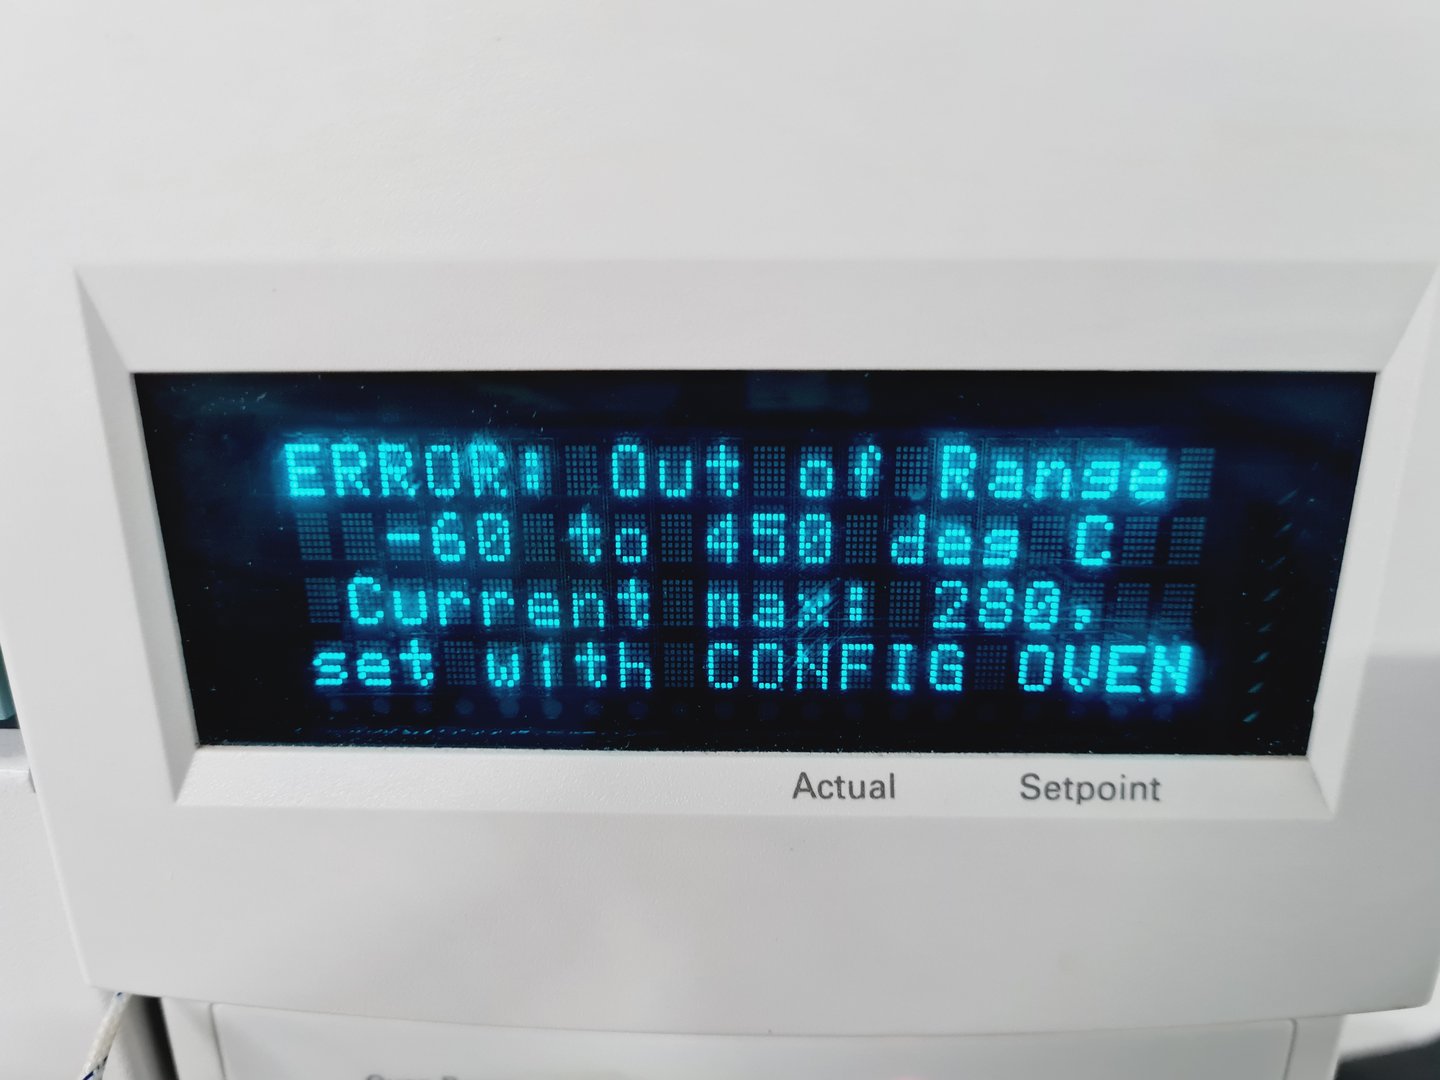 ERROR: Out of Range
-60 to 450 deg C
Current max: 280,
set with CONFIG OVEN
Actual Setpoint